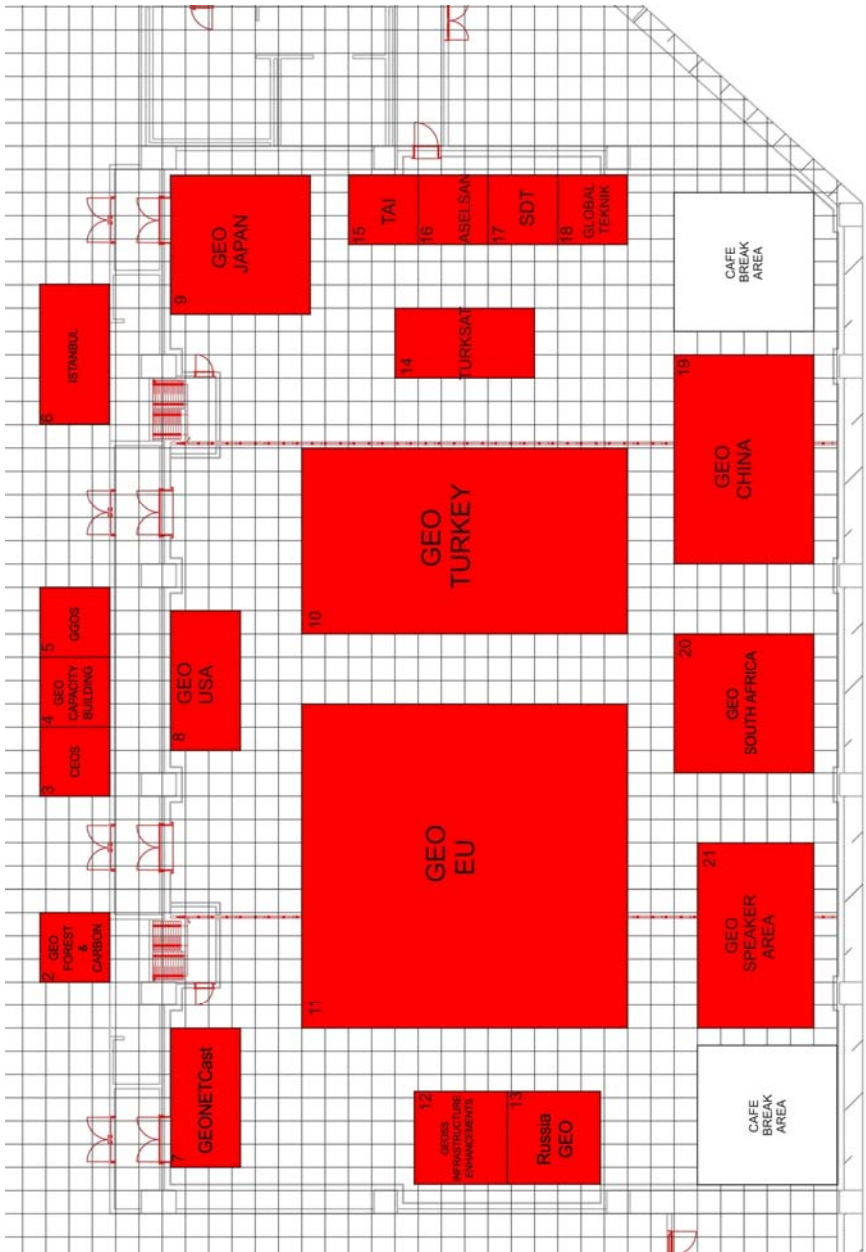 15
TAI
16
ASELSAN
17
SDT
18
GLOBAL
TEKNIK
9
GEO
JAPAN
CAFE
BREAK
AREA
6
ISTANBUL
14
TURKSAT
19
GEO
CHINA
10
GEO
TURKEY
5
GGOS
4
GEO
CAPACITY
BUILDING
3
CEOS
8
GEO
USA
20
GEO
SOUTH AFRICA
11
GEO
EU
21
GEO
SPEAKER
AREA
2
GEO
FOREST
&
CARBON
7
GEONETCast
12
GEOSS
INFRASTRUCTURE
ENHANCEMENTS
13
Russia
GEO
CAFE
BREAK
AREA